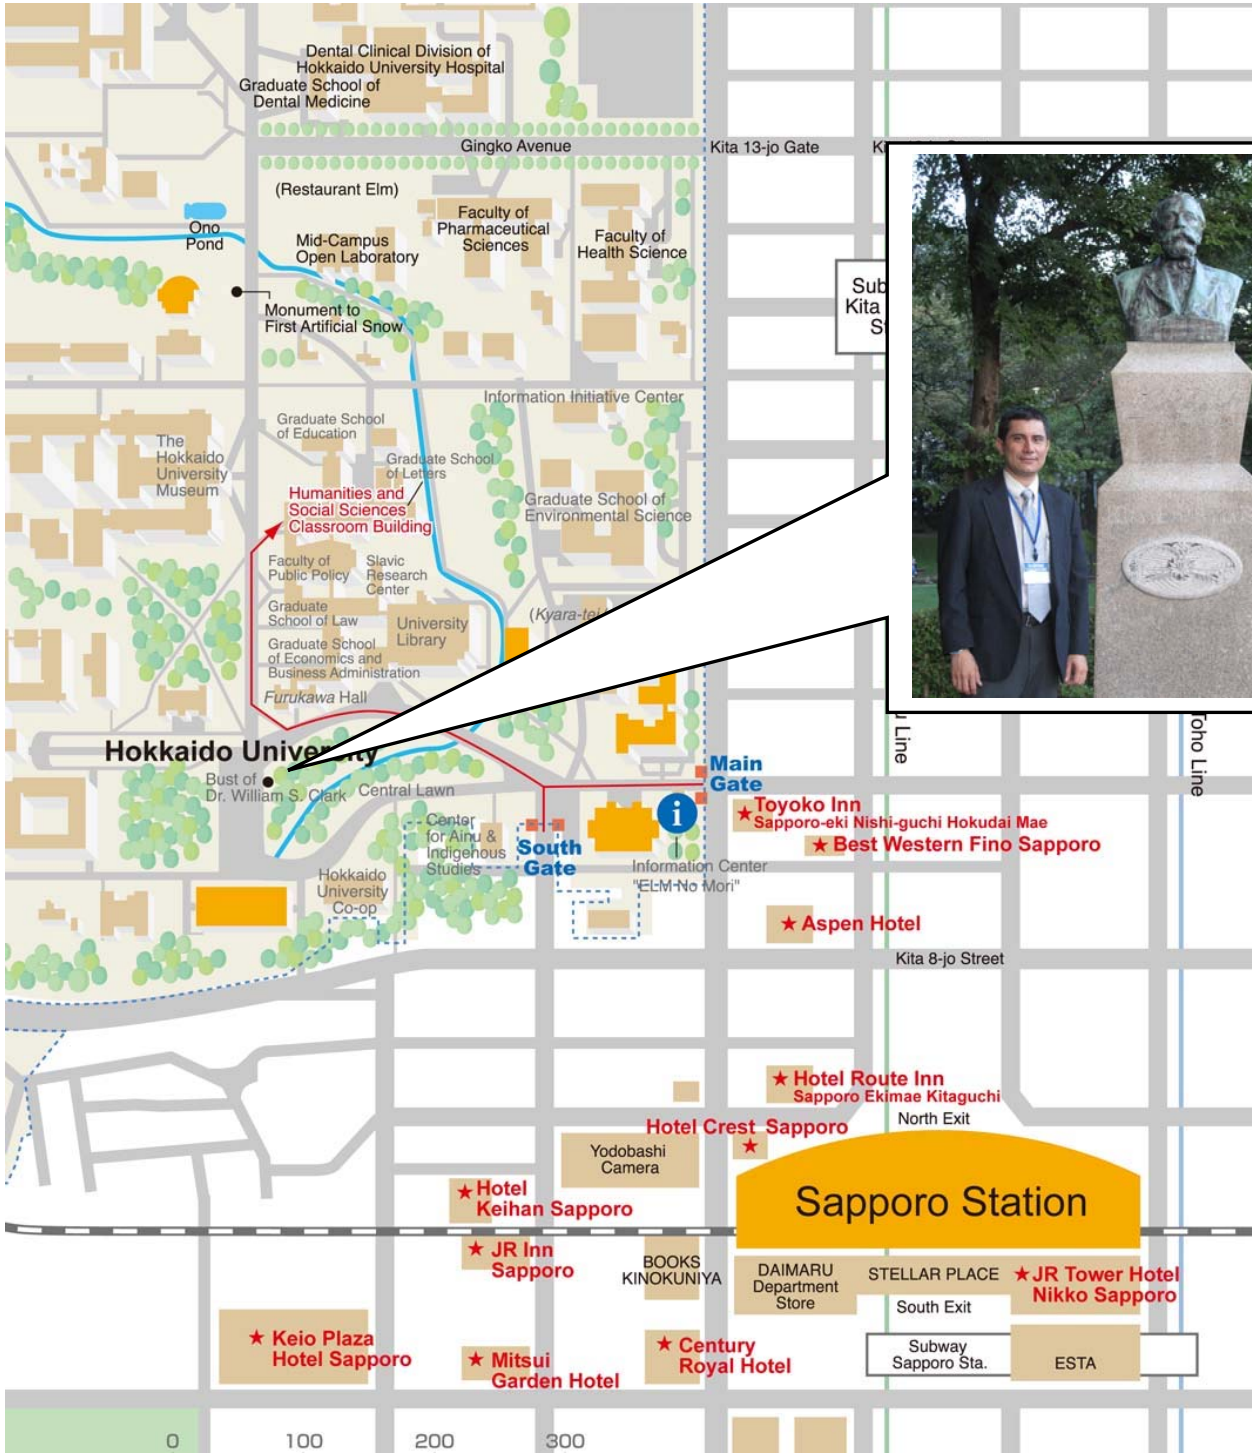 Dental Clinical Division of
Hokkaido University Hospital
Graduate School of
Dental Medicine
Gingko Avenue
Kita 13-jo Gate
(Restaurant Elm)
Ono
Pond
Mid-Campus
Open Laboratory
Faculty of
Pharmaceutical
Sciences
Faculty of
Health Science
Monument to
First Artificial Snow
Sub
Kita
Information Initiative Center
Graduate School
of Education
The
Hokkaido
University
Museum
Graduate School
of Letters
Humanities and
Social Sciences
Classroom Building
Graduate School of
Environmental Science
Faculty of
Public Policy
Slavic
Research
Center
Graduate
School of Law
University
Library
(Kyara-tei
Graduate School
of Economics and
Business Administration
Furukawa Hall
Hokkaido University
Bust of
Dr. William S. Clark
Central Lawn
u Line
Toho Line
Main
Gate
Center
for Ainu &
Indigenous
Studies
South
Gate
i
Information Center
"ELM No Mori"
Toyoko Inn
Sapporo-eki Nishi-guchi Hokudai Mae
Best Western Fino Sapporo
Hokkaido
University
Co-op
Aspen Hotel
Kita 8-jo Street
Hotel Route Inn
Sapporo Ekimae Kitaguchi
North Exit
Hotel Crest Sapporo
Yodobashi
Camera
Sapporo Station
Hotel
Keihan Sapporo
JR Inn
Sapporo
BOOKS
KINOKUNIYA
DAIMARU
Department
Store
STELLAR PLACE
South Exit
JR Tower Hotel
Nikko Sapporo
Keio Plaza
Hotel Sapporo
Mitsui
Garden Hotel
Century
Royal Hotel
Subway
Sapporo Sta.
ESTA
0 100 200 300